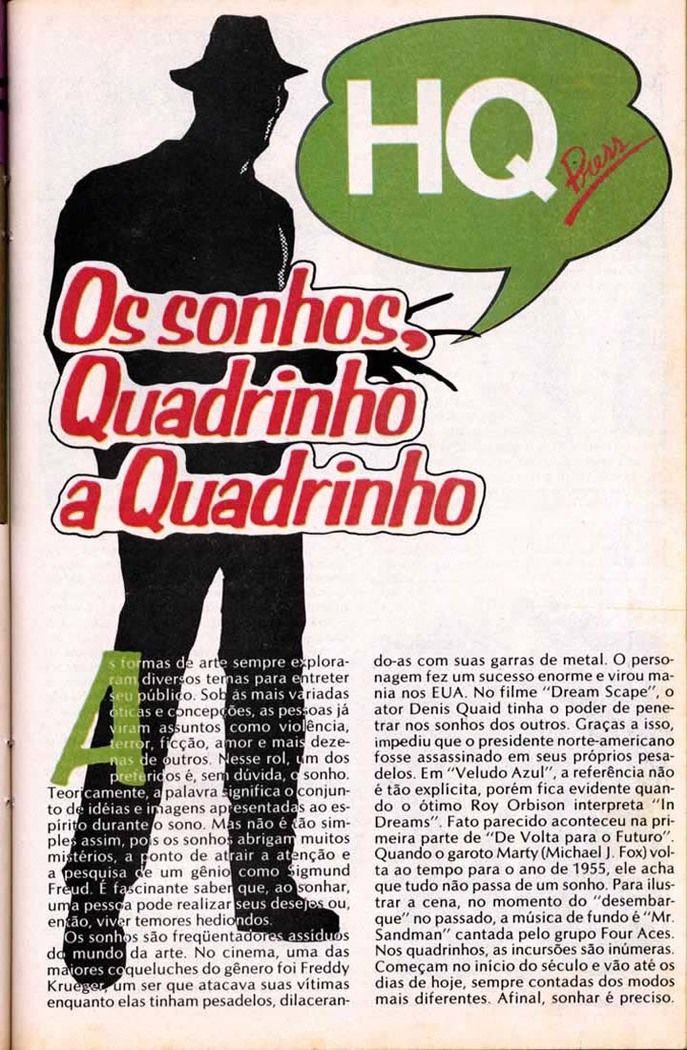 HQ
Press
Os sonhos,
Quadrinho
a Quadrinho
As formas de arte sempre explora-
ram diversos temas para entreter
seu público. Sob ás mais variadas
óticas e concepções, as pessoas já
viram assuntos como violência,
terror, ficção, amor e mais deze-
nas de outros. Nesse rol, um dos
preferidos é, sem dúvida, o sonho.
Teoricamente, a palavra significa o conjun-
to de idéias e imagens apresentadas ao es-
pírito durante o sono. Mas não é tão sim-
ples assim, pois os sonhos abrigam muitos
mistérios, a ponto de atrair a atenção e
a pesquisa de um gênio como Sigmund
Freud. É fascinante saber que, ao sonhar,
uma pessoa pode realizar seus desejos ou,
então, viver temores hediondos.
Os sonhos são freqüentadores assíduos
do mundo da arte. No cinema, uma das
maiores coqueluches do gênero foi Freddy
Krueger, um ser que atacava suas vítimas
enquanto elas tinham pesadelos, dilaceran-
do-as com suas garras de metal. O perso-
nagem fez um sucesso enorme e virou ma-
nia nos EUA. No filme "Dream Scape", o
ator Denis Quaid tinha o poder de pene-
trar nos sonhos dos outros. Graças a isso,
impediu que o presidente norte-americano
fosse assassinado em seus próprios pesa-
delos. Em "Veludo Azul", a referência não
é tão explícita, porém fica evidente quan-
do o ótimo Roy Orbison interpreta "In
Dreams". Fato parecido aconteceu na pri-
meira parte de "De Volta para o Futuro".
Quando o garoto Marty (Michael J. Fox) vol-
ta ao tempo para o ano de 1955, ele acha
que tudo não passa de um sonho. Para ilus-
trar a cena, no momento do "desembar-
que" no passado, a música de fundo é "Mr.
Sandman" cantada pelo grupo Four Aces.
Nos quadrinhos, as incursões são inúmeras.
Começam no início do século e vão até os
dias de hoje, sempre contadas dos modos
mais diferentes. Afinal, sonhar é preciso.